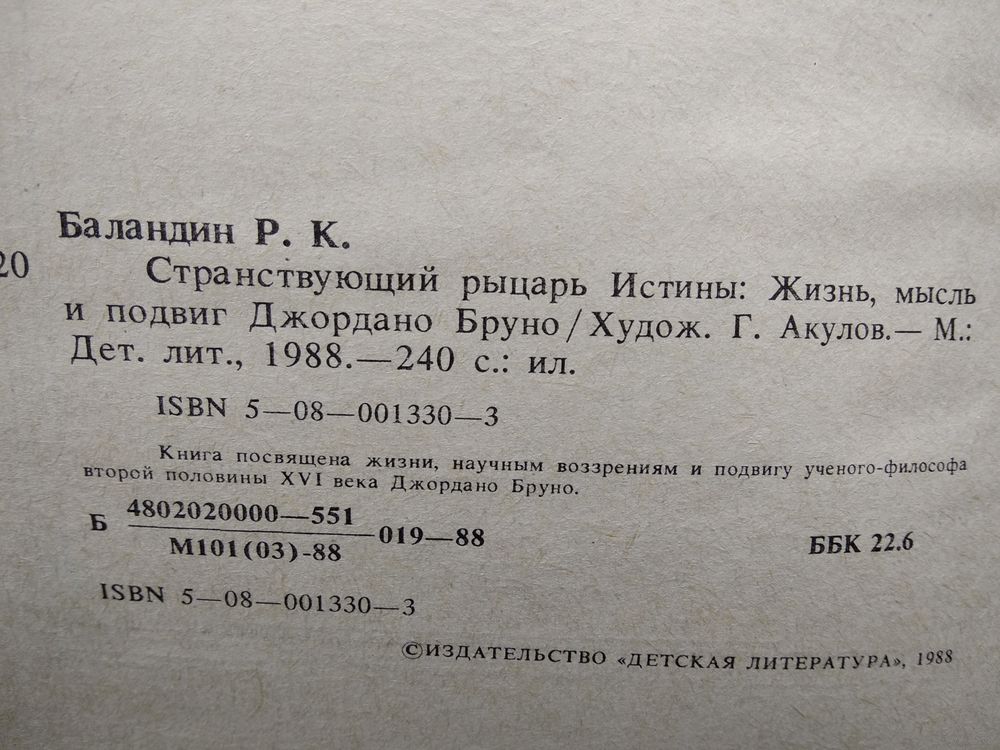 Баландин Р. К.
20 Странствующий рыцарь Истины: Жизнь, мысль
и подвиг Джордано Бруно/Худож. Г. Акулов.— М.:
Дет. лит., 1988.—240 с.: ил.
ISBN 5—08—001330—3
Книга посвящена жизни, научным воззрениям и подвигу ученого-философа
второй половины XVI века Джордано Бруно.
4802020000—551
Б 019—88
М101(03)-88
ББК 22.6
ISBN 5—08—001330—3
©ИЗДАТЕЛЬСТВО «ДЕТСКАЯ ЛИТЕРАТУРА», 1988